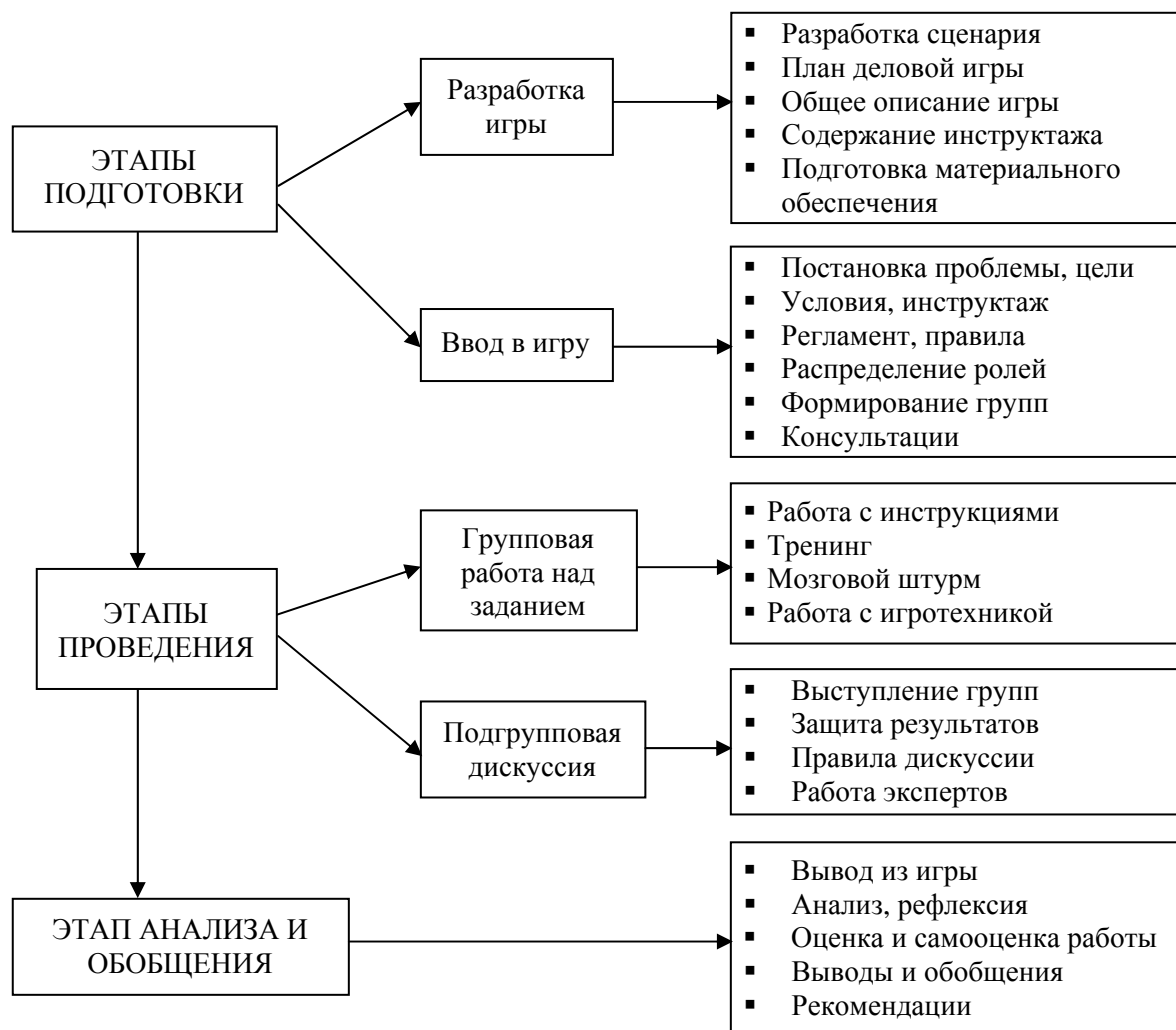 ЭТАПЫ
ПОДГОТОВКИ
Разработка
игры
▪ Разработка сценария
▪ План деловой игры
▪ Общее описание игры
▪ Содержание инструктажа
▪ Подготовка материального
обеспечения
Ввод в игру
▪ Постановка проблемы, цели
▪ Условия, инструктаж
▪ Регламент, правила
▪ Распределение ролей
▪ Формирование групп
▪ Консультации
ЭТАПЫ
ПРОВЕДЕНИЯ
Групповая
работа над
заданием
▪ Работа с инструкциями
▪ Тренинг
▪ Мозговой штурм
▪ Работа с игротехникой
Подгрупповая
дискуссия
▪ Выступление групп
▪ Защита результатов
▪ Правила дискуссии
▪ Работа экспертов
ЭТАП АНАЛИЗА И
ОБОБЩЕНИЯ
▪ Вывод из игры
▪ Анализ, рефлексия
▪ Оценка и самооценка работы
▪ Выводы и обобщения
▪ Рекомендации